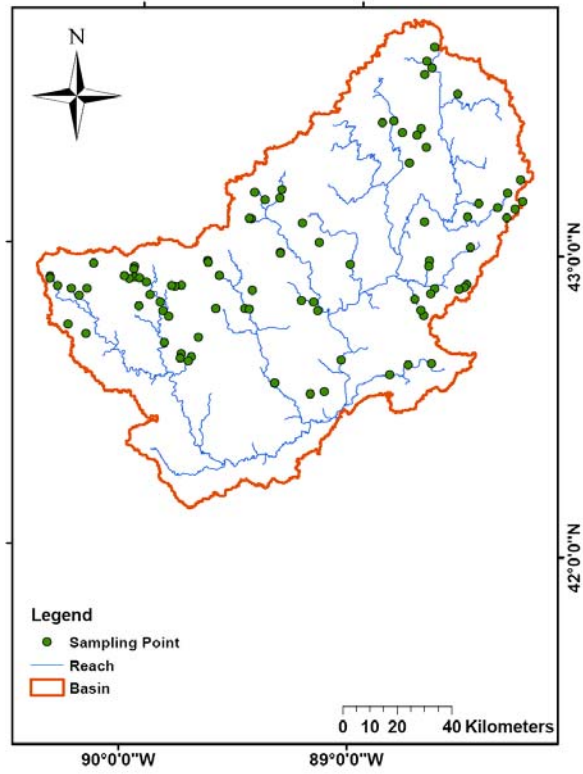 N
43°0'0"N
42°0'0"N
Legend
Sampling Point
Reach
Basin
0 10 20 40 Kilometers
90°0'0"W 89°0'0"W